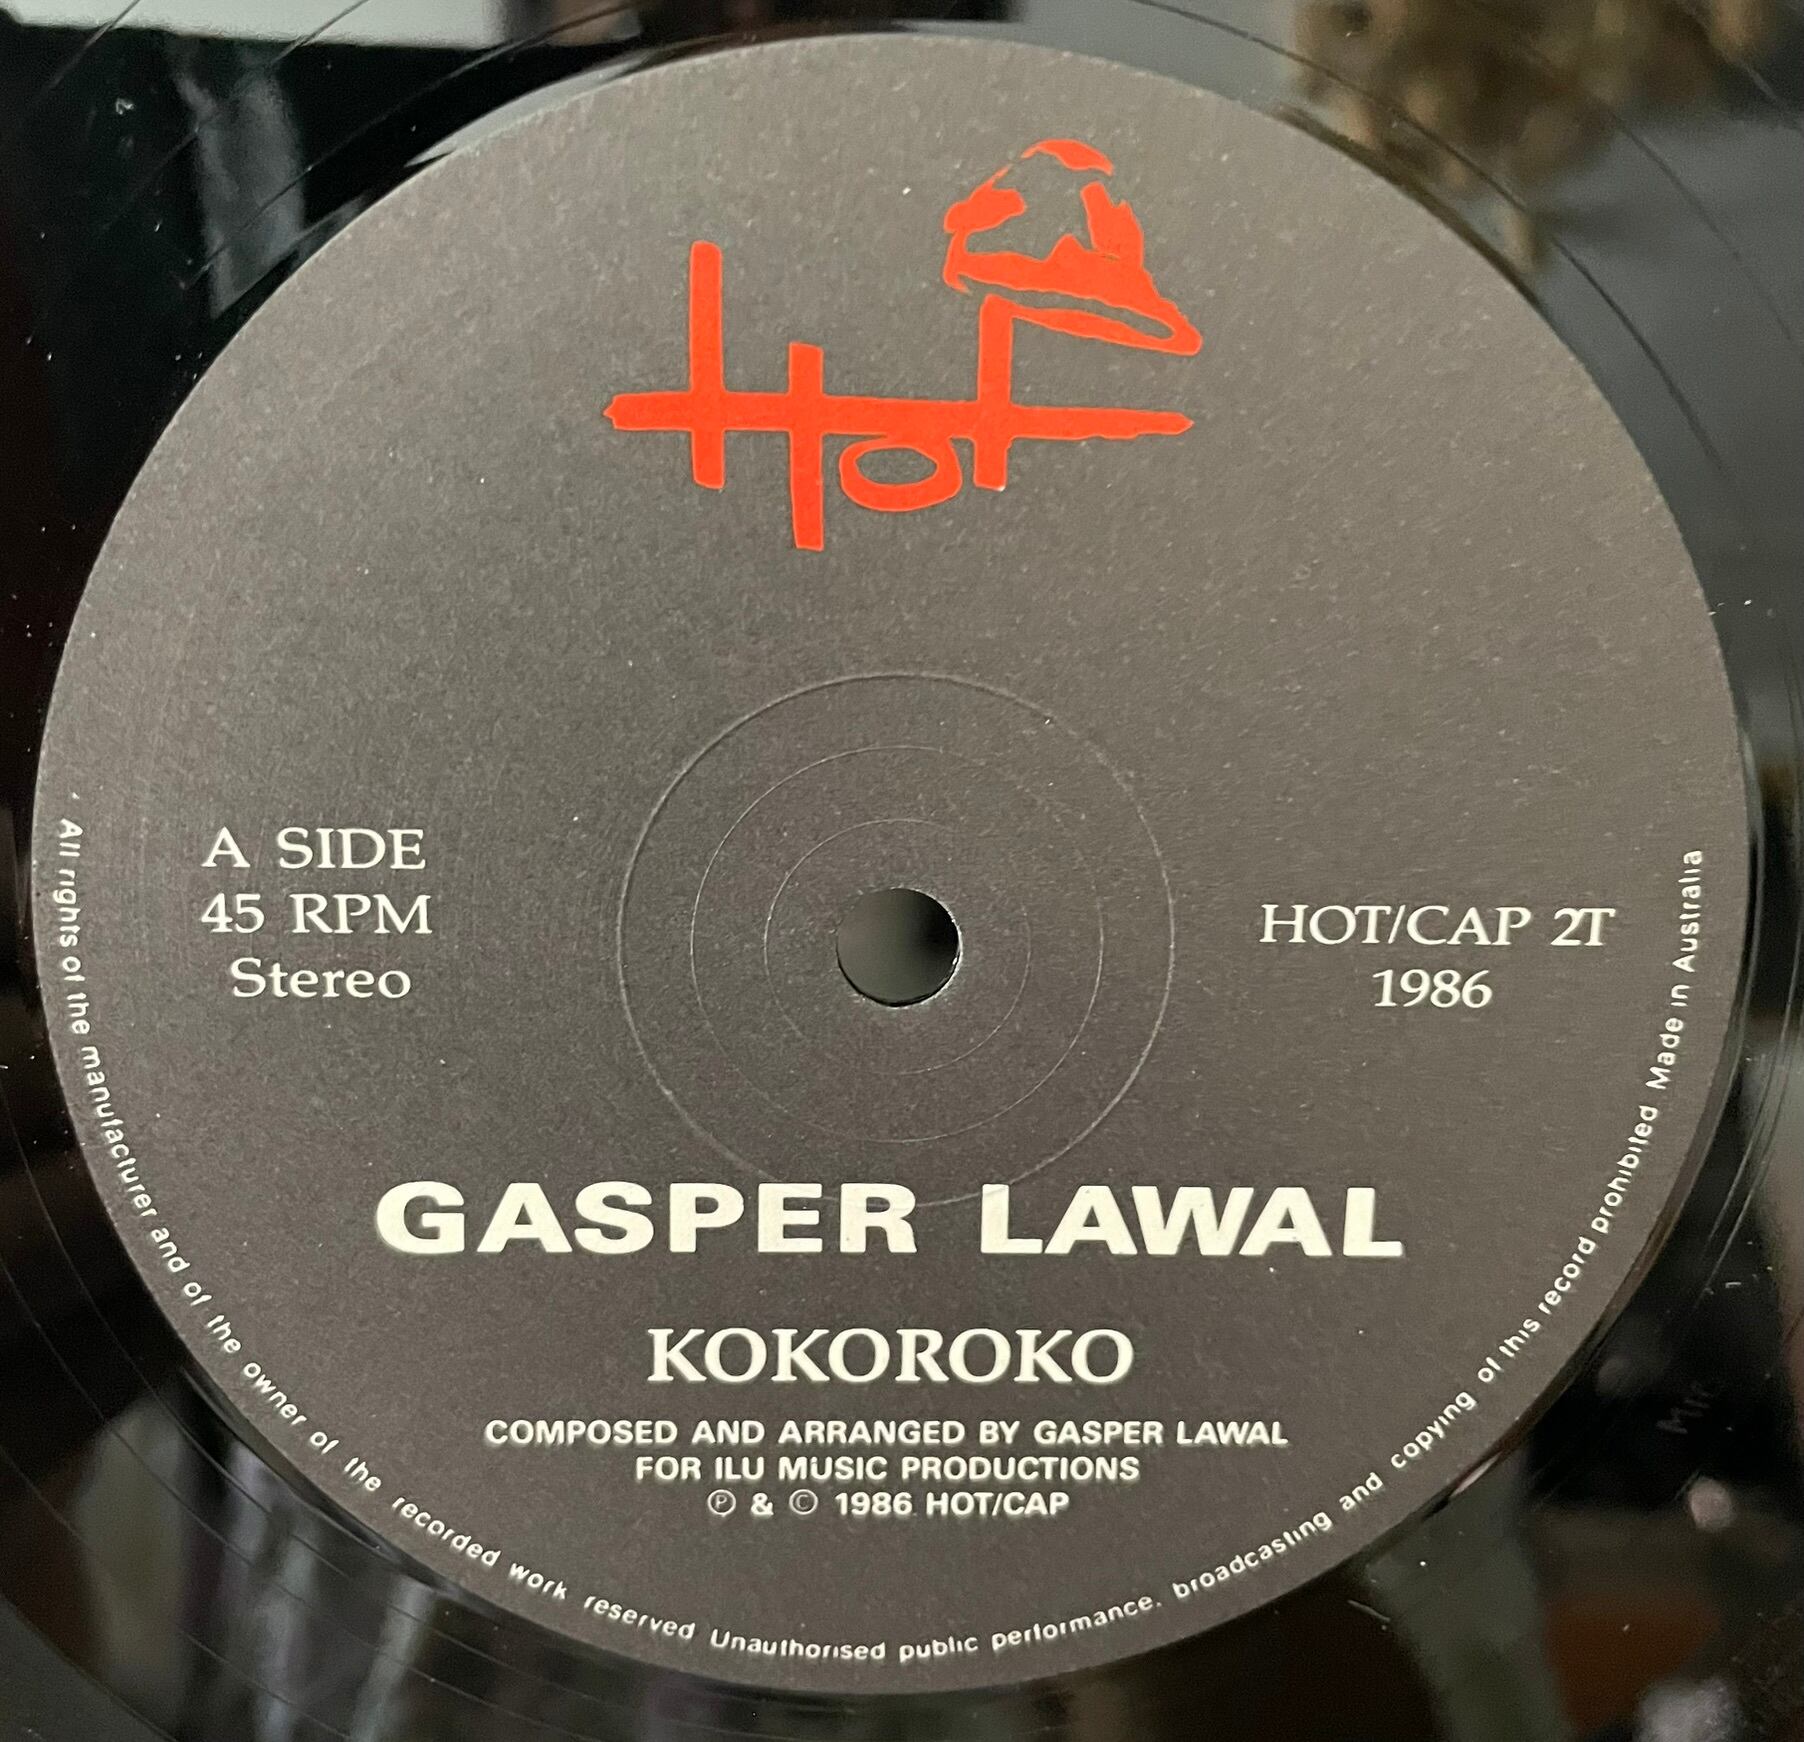 HOT
A SIDE
45 RPM
Stereo
HOT/CAP 2T
1986
GASPER LAWAL
KOKOROKO
COMPOSED AND ARRANGED BY GASPER LAWAL
FOR ILU MUSIC PRODUCTIONS
Ⓟ & © 1986 HOT/CAP
All rights of the manufacturer and of the owner of the recorded work reserved Unauthorised public performance, broadcasting and copying of this record prohibited Made in Australia